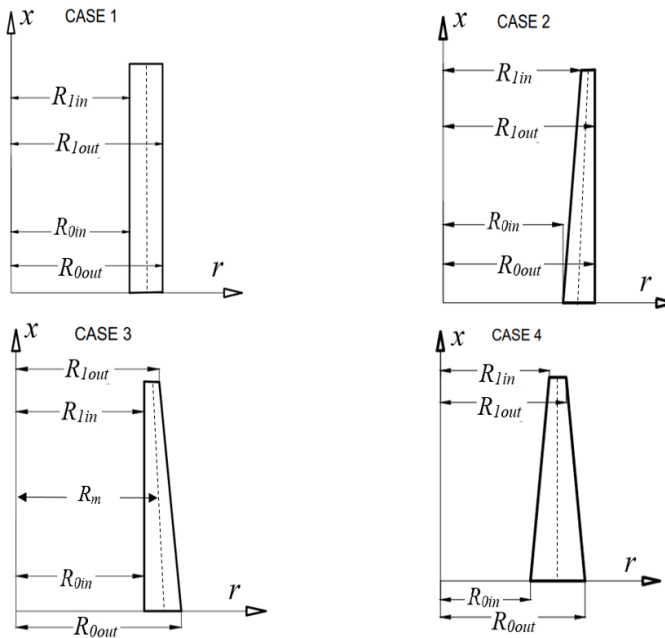 x CASE 1
R1in
R1out
R0in
R0out
r
x CASE 2
R1in
R1out
R0in
R0out
r
x CASE 3
R1out
R1in
Rm
R0in
R0out
r
x CASE 4
R1in
R1out
R0in
R0out
r